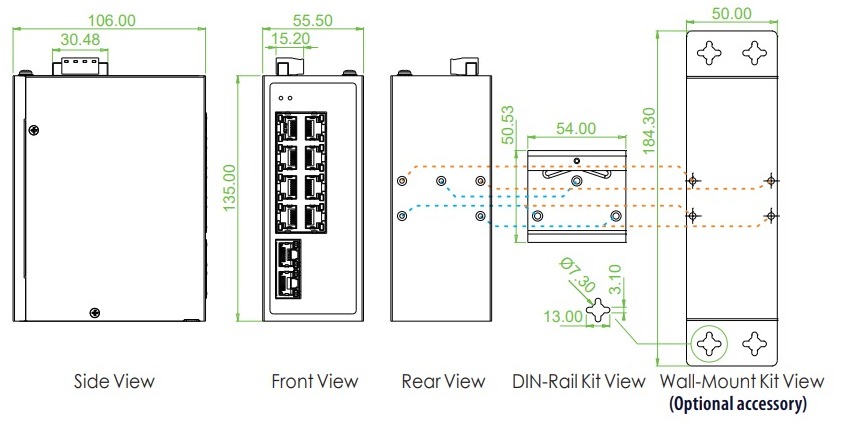 106.00
30.48
55.50
15.20
135.00
50.53
54.00
50.00
184.30
Ø7.30
3.10
13.00
Side View
Front View
Rear View
DIN-Rail Kit View
Wall-Mount Kit View
(Optional accessory)